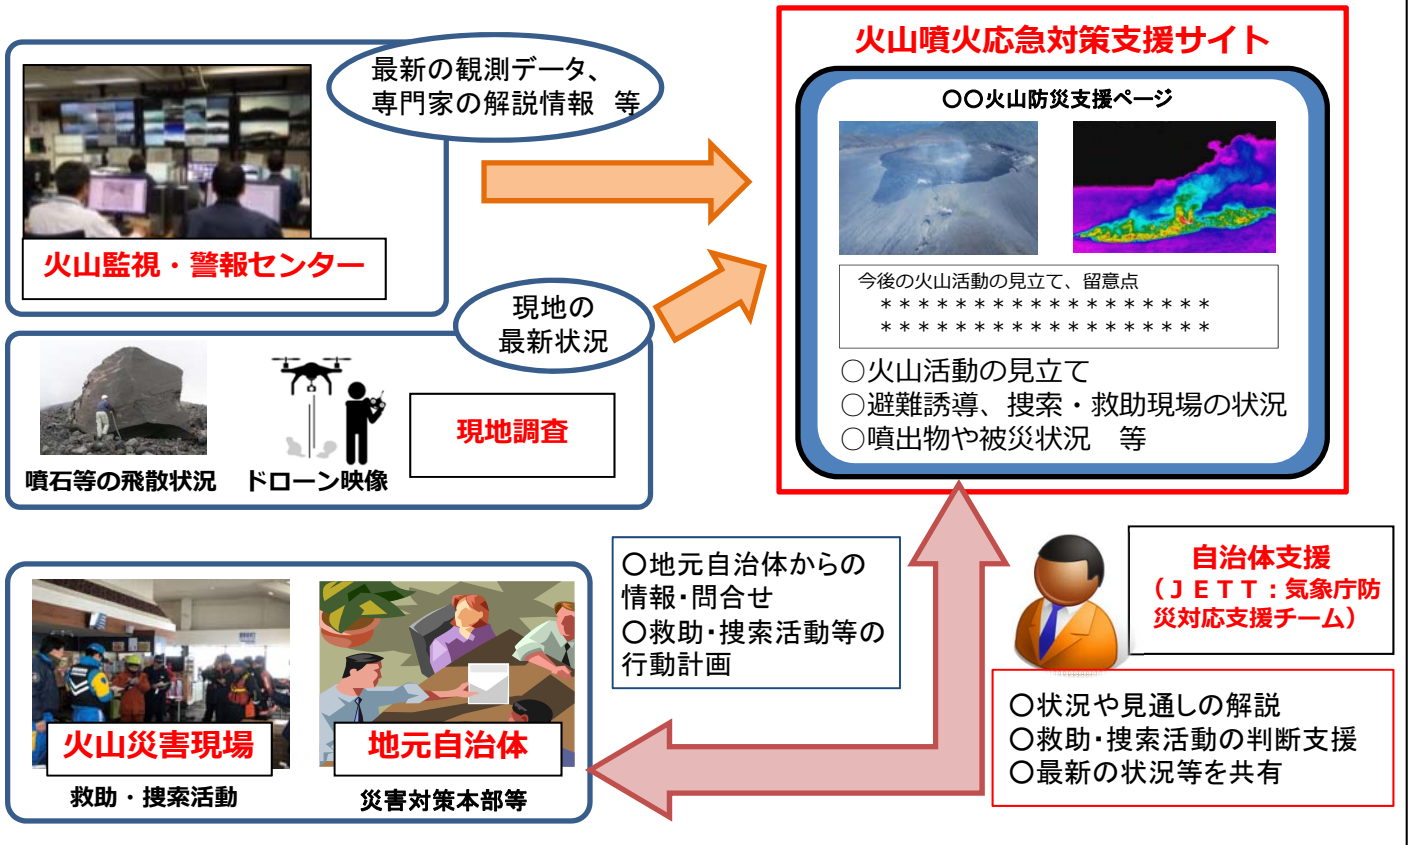 最新の観測データ、
専門家の解説情報　等
火山監視・警報センター
現地の
最新状況
噴石等の飛散状況
ドローン映像
現地調査
火山噴火応急対策支援サイト
〇〇火山防災支援ページ
今後の火山活動の見立て、留意点
＊＊＊＊＊＊＊＊＊＊＊＊＊＊＊＊＊＊
＊＊＊＊＊＊＊＊＊＊＊＊＊＊＊＊＊＊
○火山活動の見立て
○避難誘導、捜索・救助現場の状況
○噴出物や被災状況　等
〇地元自治体からの
情報・問合せ
〇救助・捜索活動等の
行動計画
自治体支援
（ＪＥＴＴ：気象庁防
災対応支援チーム）
〇状況や見通しの解説
〇救助・捜索活動の判断支援
〇最新の状況等を共有
火山災害現場
救助・捜索活動
地元自治体
災害対策本部等